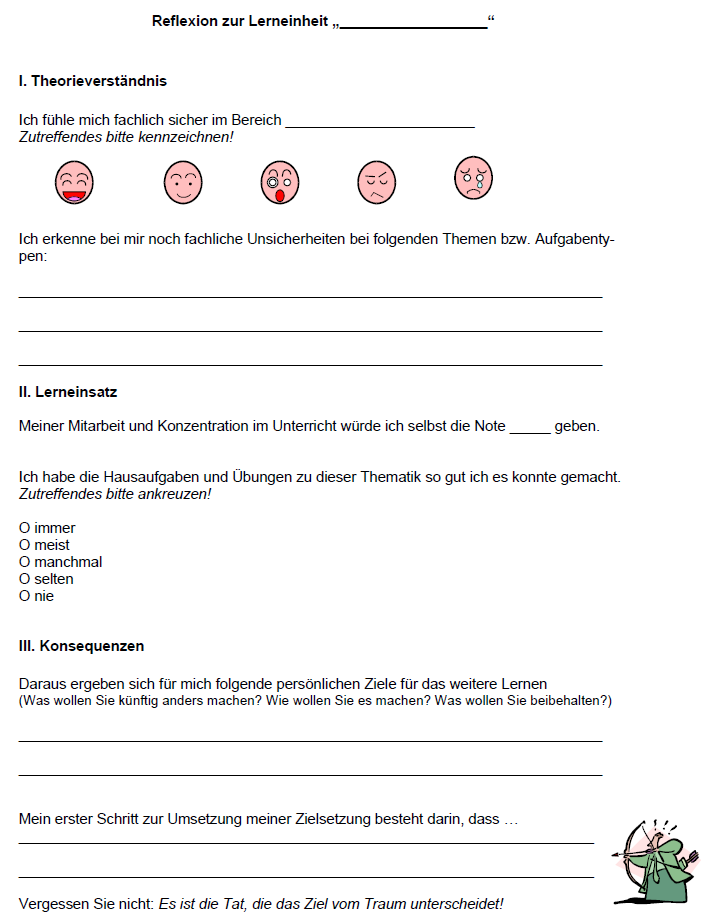 Reflexion zur Lerneinheit „__________________“
I. Theorieverständnis
Ich fühle mich fachlich sicher im Bereich _______________________
Zutreffendes bitte kennzeichnen!
Ich erkenne bei mir noch fachliche Unsicherheiten bei folgenden Themen bzw. Aufgabenty-
pen:
II. Lerneinsatz
Meiner Mitarbeit und Konzentration im Unterricht würde ich selbst die Note _____ geben.
Ich habe die Hausaufgaben und Übungen zu dieser Thematik so gut ich es konnte gemacht.
Zutreffendes bitte ankreuzen!
O immer
O meist
O manchmal
O selten
O nie
III. Konsequenzen
Daraus ergeben sich für mich folgende persönlichen Ziele für das weitere Lernen
(Was wollen Sie künftig anders machen? Wie wollen Sie es machen? Was wollen Sie beibehalten?)
Mein erster Schritt zur Umsetzung meiner Zielsetzung besteht darin, dass …
Vergessen Sie nicht: Es ist die Tat, die das Ziel vom Traum unterscheidet!